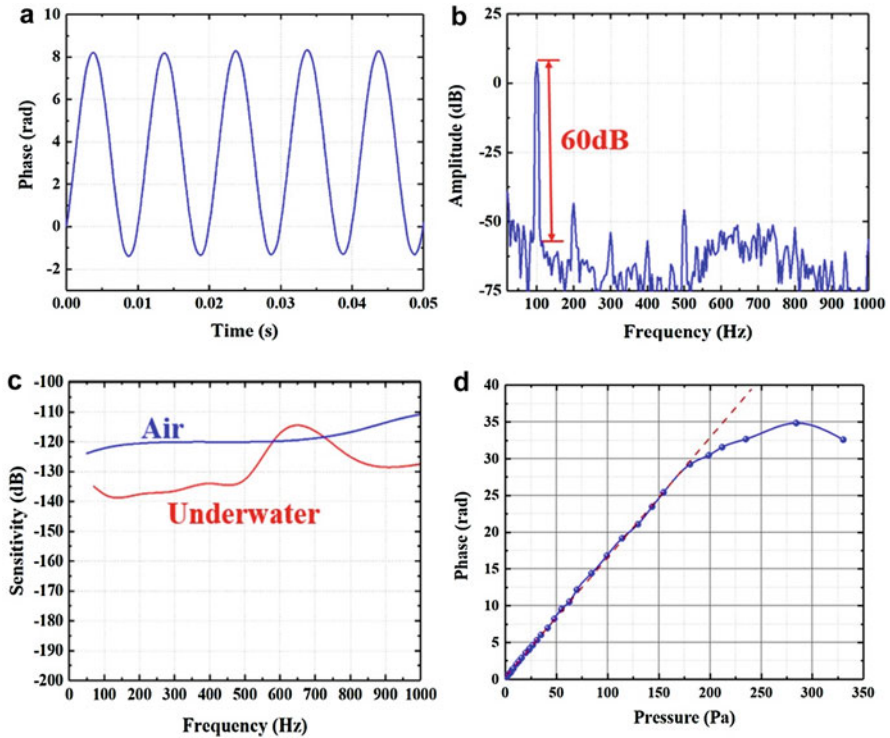 a
10
8
6
4
2
0
-2
Phase (rad)
0.00 0.01 0.02 0.03 0.04 0.05
Time (s)
b
25
0
-25
-50
-75
Amplitude (dB)
60dB
100 200 300 400 500 600 700 800 900 1000
Frequency (Hz)
c
-100
-110
-120
-130
-140
-150
-160
-170
-180
-190
-200
Sensitivity (dB)
Air
Underwater
0 100 200 300 400 500 600 700 800 900 1000
Frequency (Hz)
d
40
35
30
25
20
15
10
5
0
Phase (rad)
50 100 150 200 250 300 350
Pressure (Pa)